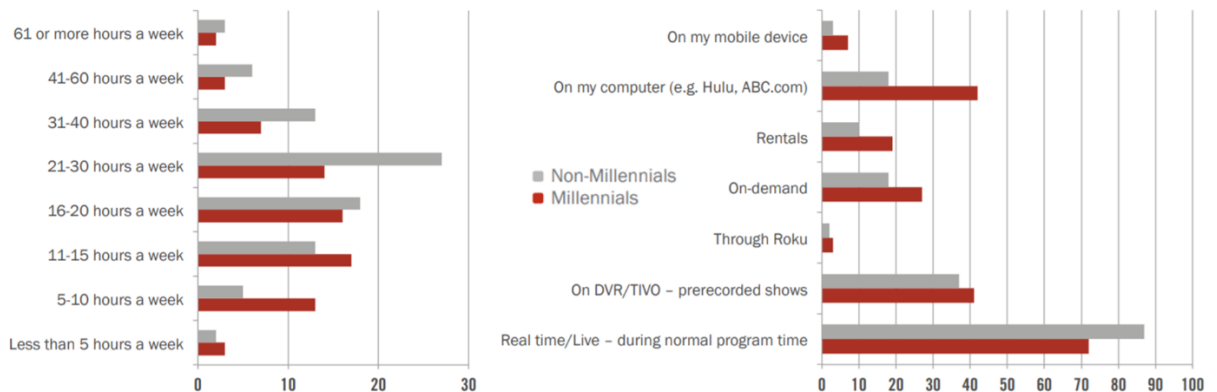 61 or more hours a week
41-60 hours a week
31-40 hours a week
21-30 hours a week
16-20 hours a week
11-15 hours a week
5-10 hours a week
Less than 5 hours a week
0 10 20 30
Non-Millennials
Millennials
On my mobile device
On my computer (e.g. Hulu, ABC.com)
Rentals
On-demand
Through Roku
On DVR/TIVO – prerecorded shows
Real time/Live – during normal program time
0 10 20 30 40 50 60 70 80 90 100